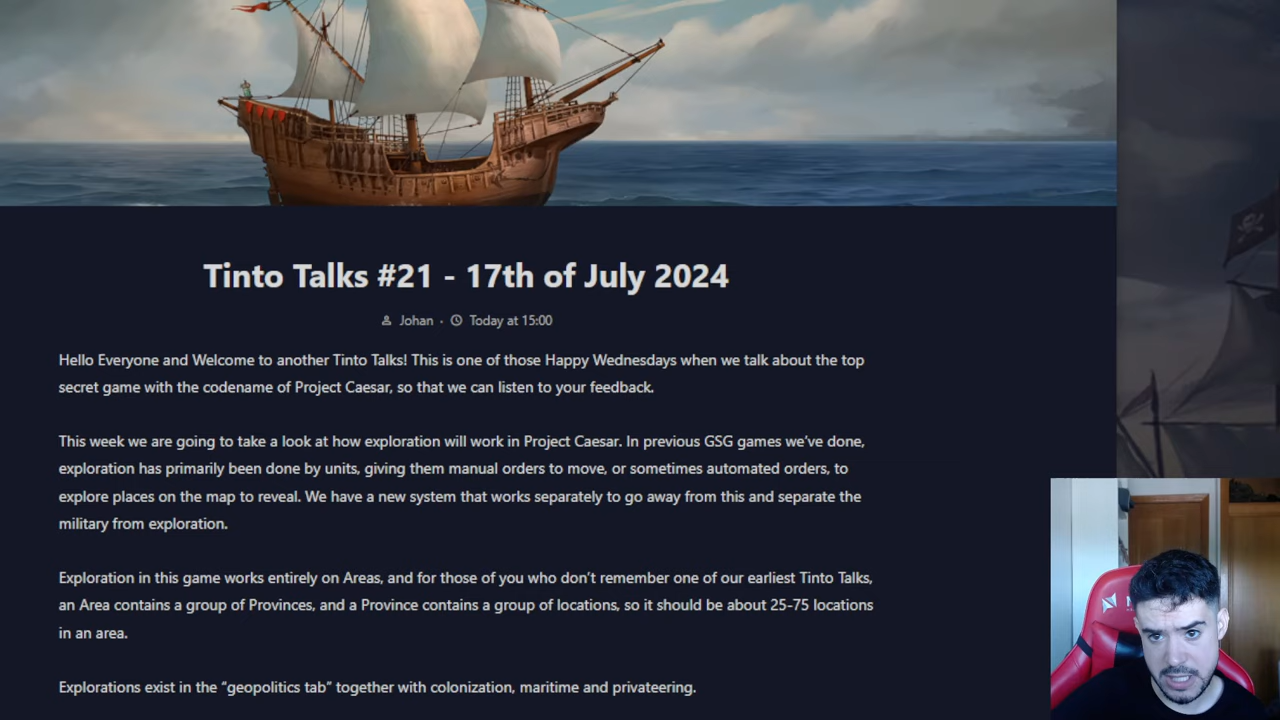 Tinto Talks #21 - 17th of July 2024
Johan · Today at 15:00
Hello Everyone and Welcome to another Tinto Talks! This is one of those Happy Wednesdays when we talk about the top
secret game with the codename of Project Caesar, so that we can listen to your feedback.
This week we are going to take a look at how exploration will work in Project Caesar. In previous GSG games we’ve done,
exploration has primarily been done by units, giving them manual orders to move, or sometimes automated orders, to
explore places on the map to reveal. We have a new system that works separately to go away from this and separate the
military from exploration.
Exploration in this game works entirely on Areas, and for those of you who don’t remember one of our earliest Tinto Talks,
an Area contains a group of Provinces, and a Province contains a group of locations, so it should be about 25-75 locations
in an area.
Explorations exist in the “geopolitics tab” together with colonization, maritime and privateering.